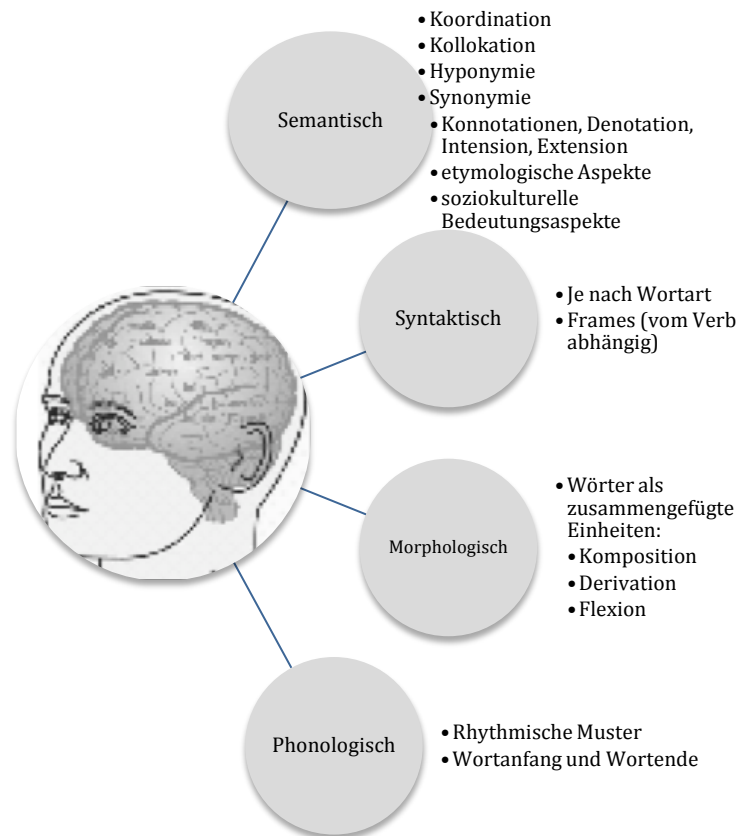 • Koordination
• Kollokation
• Hyponymie
• Synonymie
• Konnotationen, Denotation,
Intension, Extension
• etymologische Aspekte
• soziokulturelle
Bedeutungsaspekte
Semantisch
Syntaktisch
• Je nach Wortart
• Frames (vom Verb
abhängig)
Morphologisch
• Wörter als
zusammengefügte
Einheiten:
• Komposition
• Derivation
• Flexion
Phonologisch
• Rhythmische Muster
• Wortanfang und Wortende